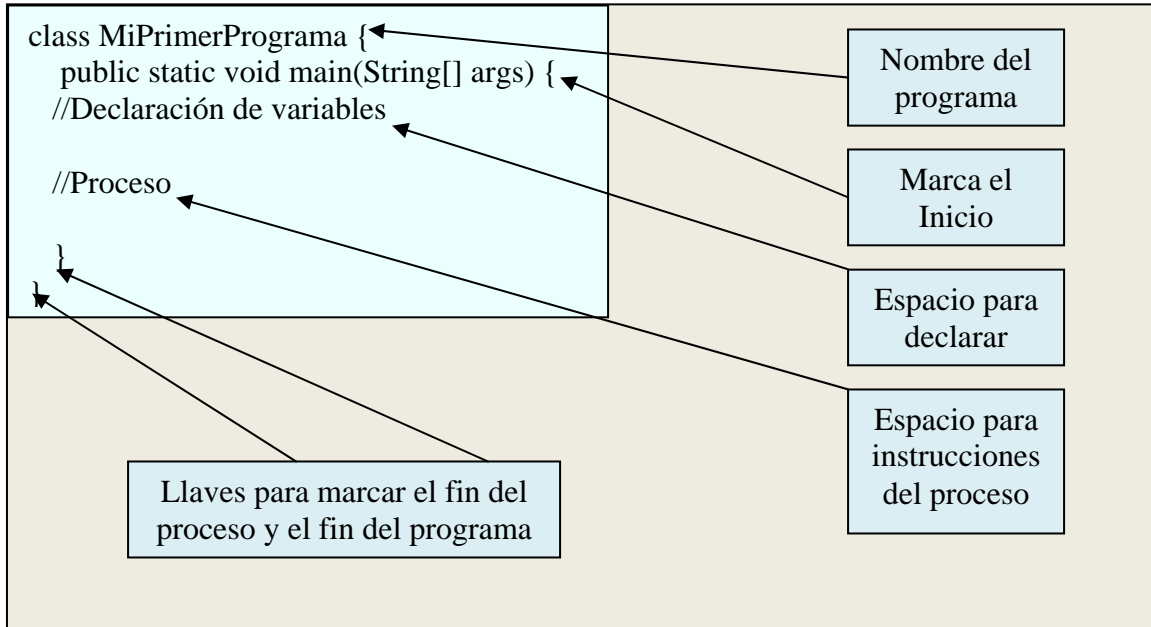 class MiPrimerPrograma {
public static void main(String[] args) {
//Declaración de variables
//Proceso
}
}
Nombre del
programa
Marca el
Inicio
Espacio para
declarar
Espacio para
instrucciones
del proceso
Llaves para marcar el fin del
proceso y el fin del programa